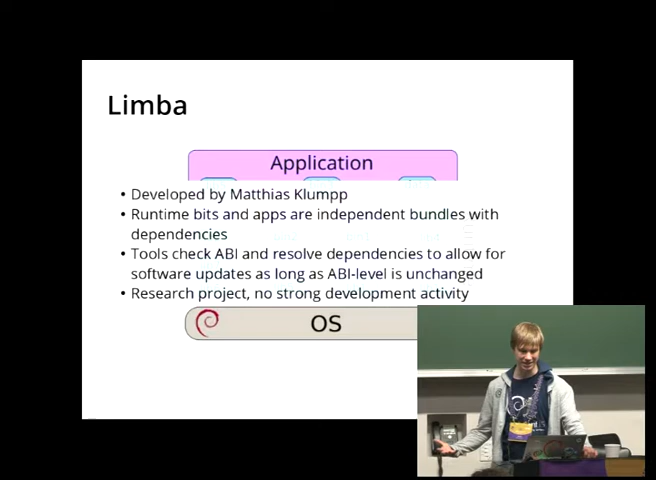 Limba
Application
• Developed by Matthias Klumpp
• Runtime bits and apps are independent bundles with
dependencies
• Tools check ABI and resolve dependencies to allow for
software updates as long as ABI-level is unchanged
• Research project, no strong development activity
OS